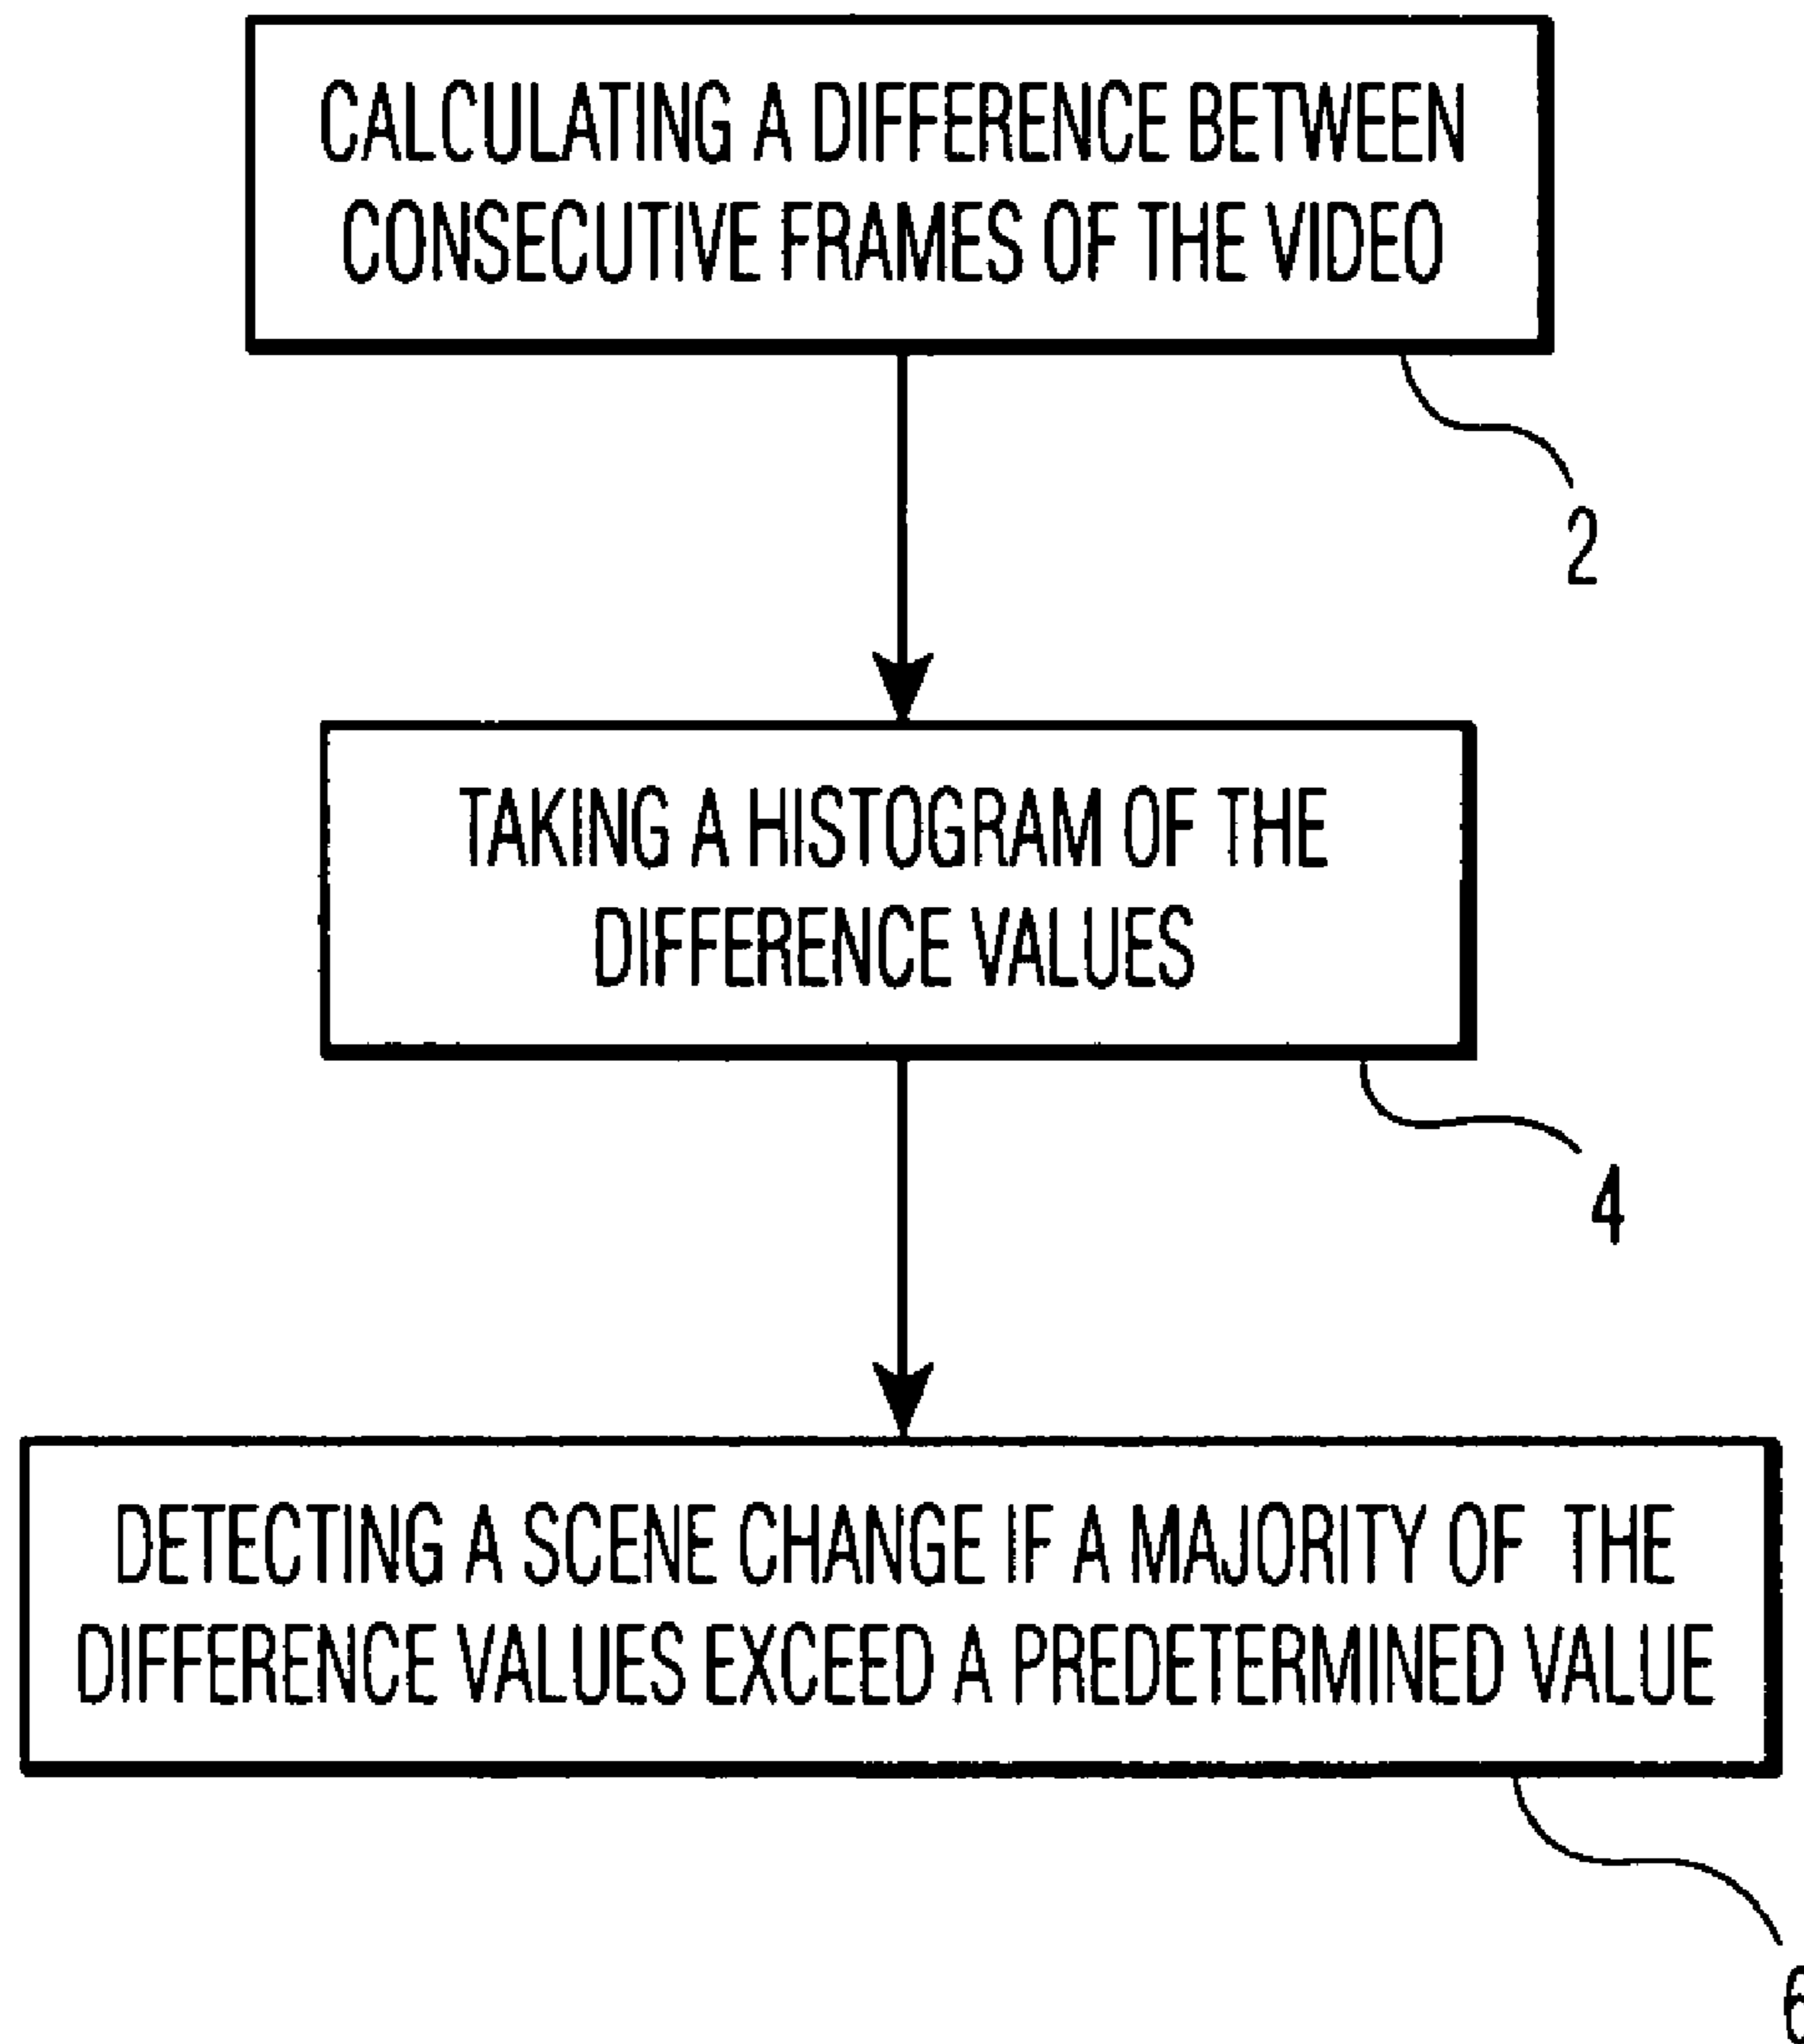 CALCULATING A DIFFERENCE BETWEEN
CONSECUTIVE FRAMES OF THE VIDEO
2
TAKING A HISTOGRAM OF THE
DIFFERENCE VALUES
4
DETECTING A SCENE CHANGE IF A MAJORITY OF THE
DIFFERENCE VALUES EXCEED A PREDETERMINED VALUE
6